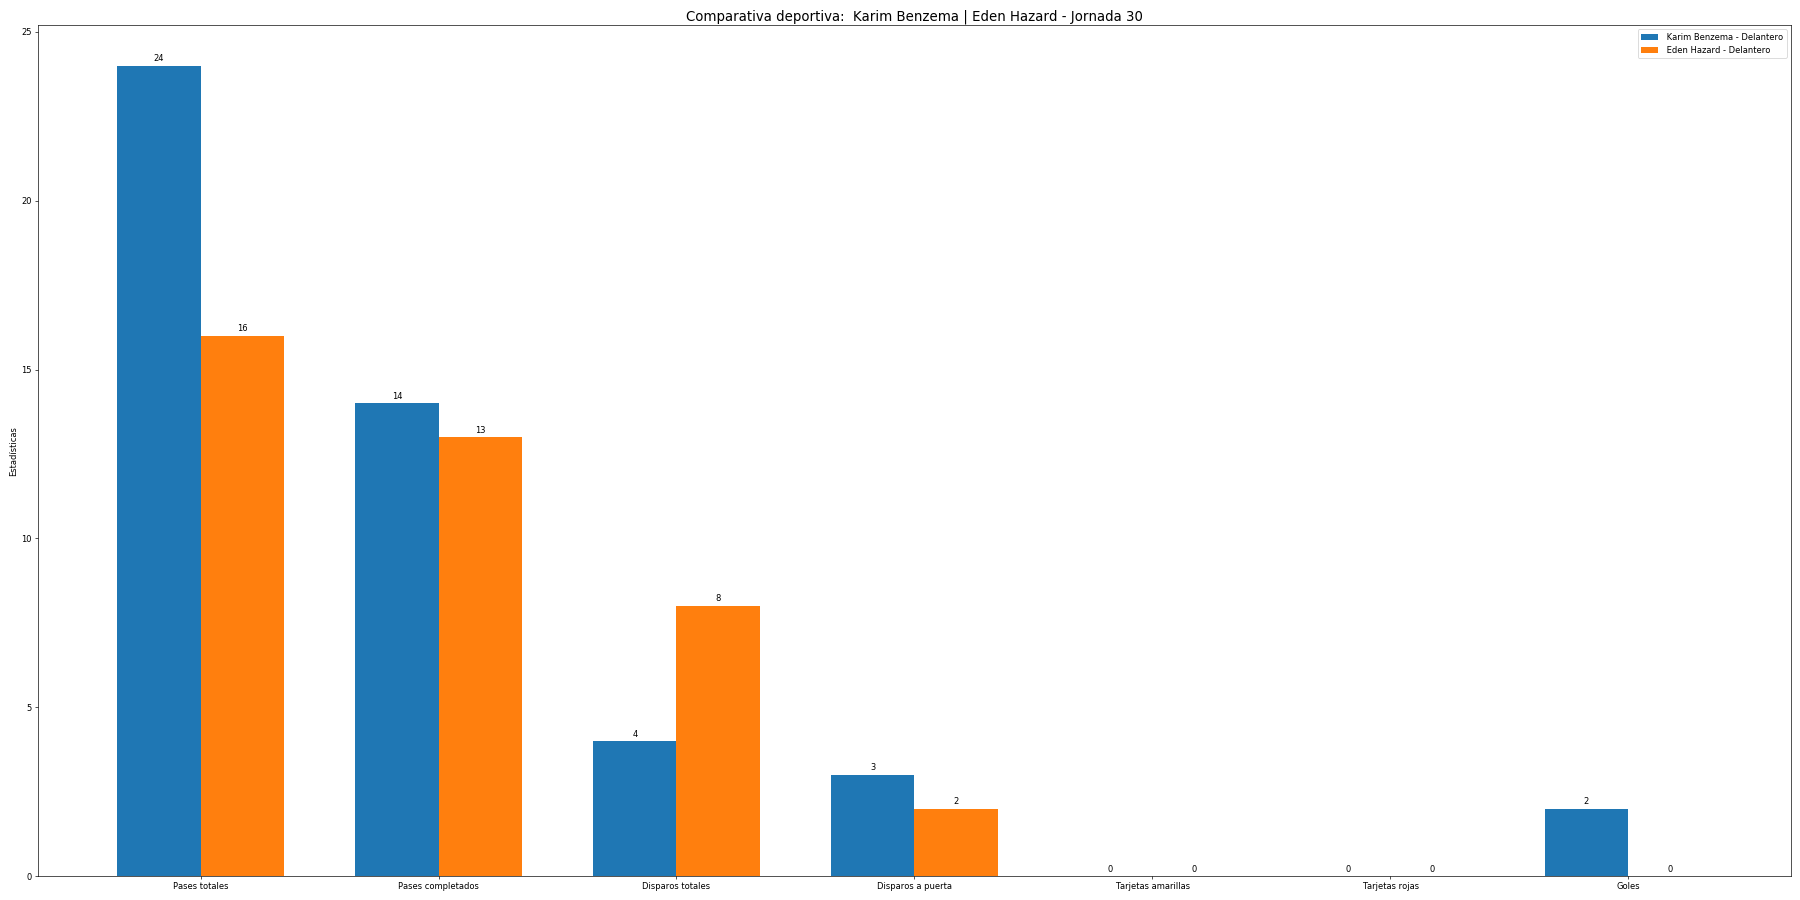 Comparativa deportiva:  Karim Benzema | Eden Hazard - Jornada 30
Karim Benzema - Delantero
Eden Hazard - Delantero
Estadísticas
25
20
15
10
5
0
24
16
14
13
4
8
3
2
0
0
0
0
2
0
Pases totales
Pases completados
Disparos totales
Disparos a puerta
Tarjetas amarillas
Tarjetas rojas
Goles